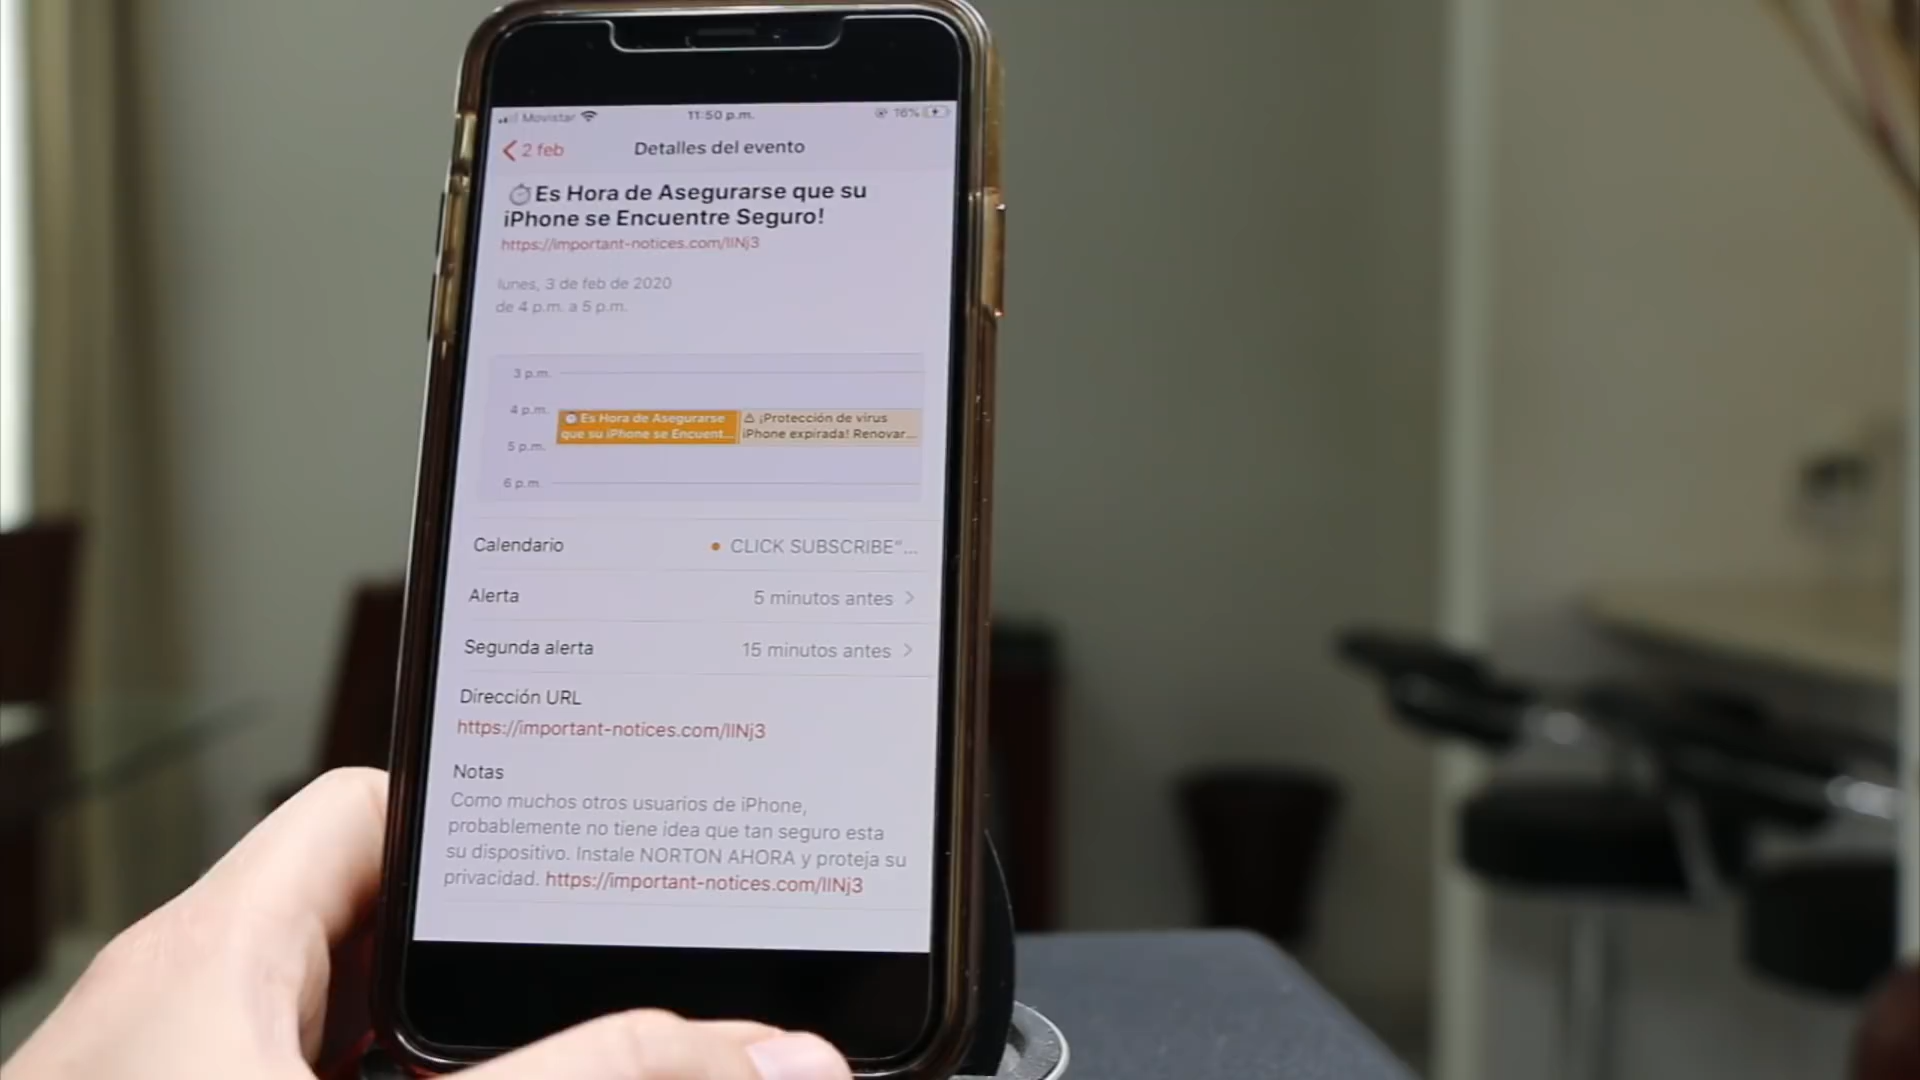 Movistar 11:50 p.m. 16%
2 feb Detalles del evento
Es Hora de Asegurarse que su
iPhone se Encuentre Seguro!
https://important-notices.com/IINj3
lunes, 3 de feb de 2020
de 4 p.m. a 5 p.m.
3 p.m.
4 p.m.
Es Hora de Asegurarse
que su iPhone se Encuent...
⚠ ¡Protección de virus
iPhone expirada! Renovar...
5 p.m.
6 p.m.
Calendario CLICK SUBSCRIBE"...
Alerta 5 minutos antes
Segunda alerta 15 minutos antes
Dirección URL
https://important-notices.com/IINj3
Notas
Como muchos otros usuarios de iPhone,
probablemente no tiene idea que tan seguro esta
su dispositivo. Instale NORTON AHORA y proteja su
privacidad. https://important-notices.com/IINj3